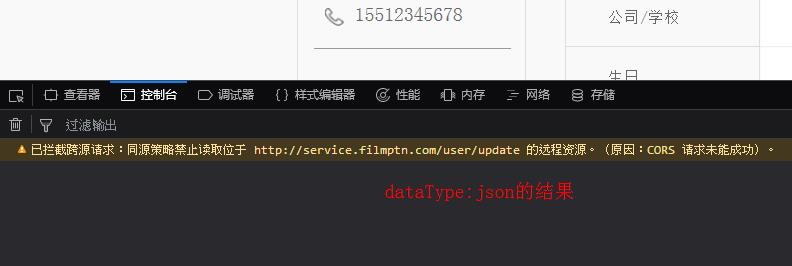 15512345678
公司/学校
生日
查看器 控制台 调试器 {} 样式编辑器 性能 内存 网络 存储
过滤输出
已拦截跨源请求：同源策略禁止读取位于 http://service.filmptn.com/user/update 的远程资源。（原因：CORS 请求未能成功）。
dataType:json的结果